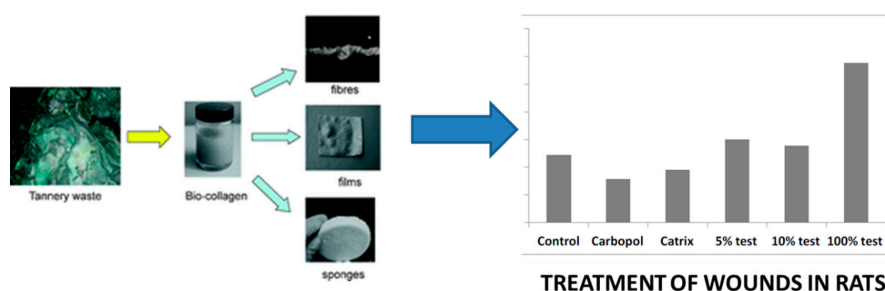 Tannery waste
Bio-collagen
fibres
films
sponges
Control Carbopol Catrix 5% test 10% test 100% test
TREATMENT OF WOUNDS IN RATS